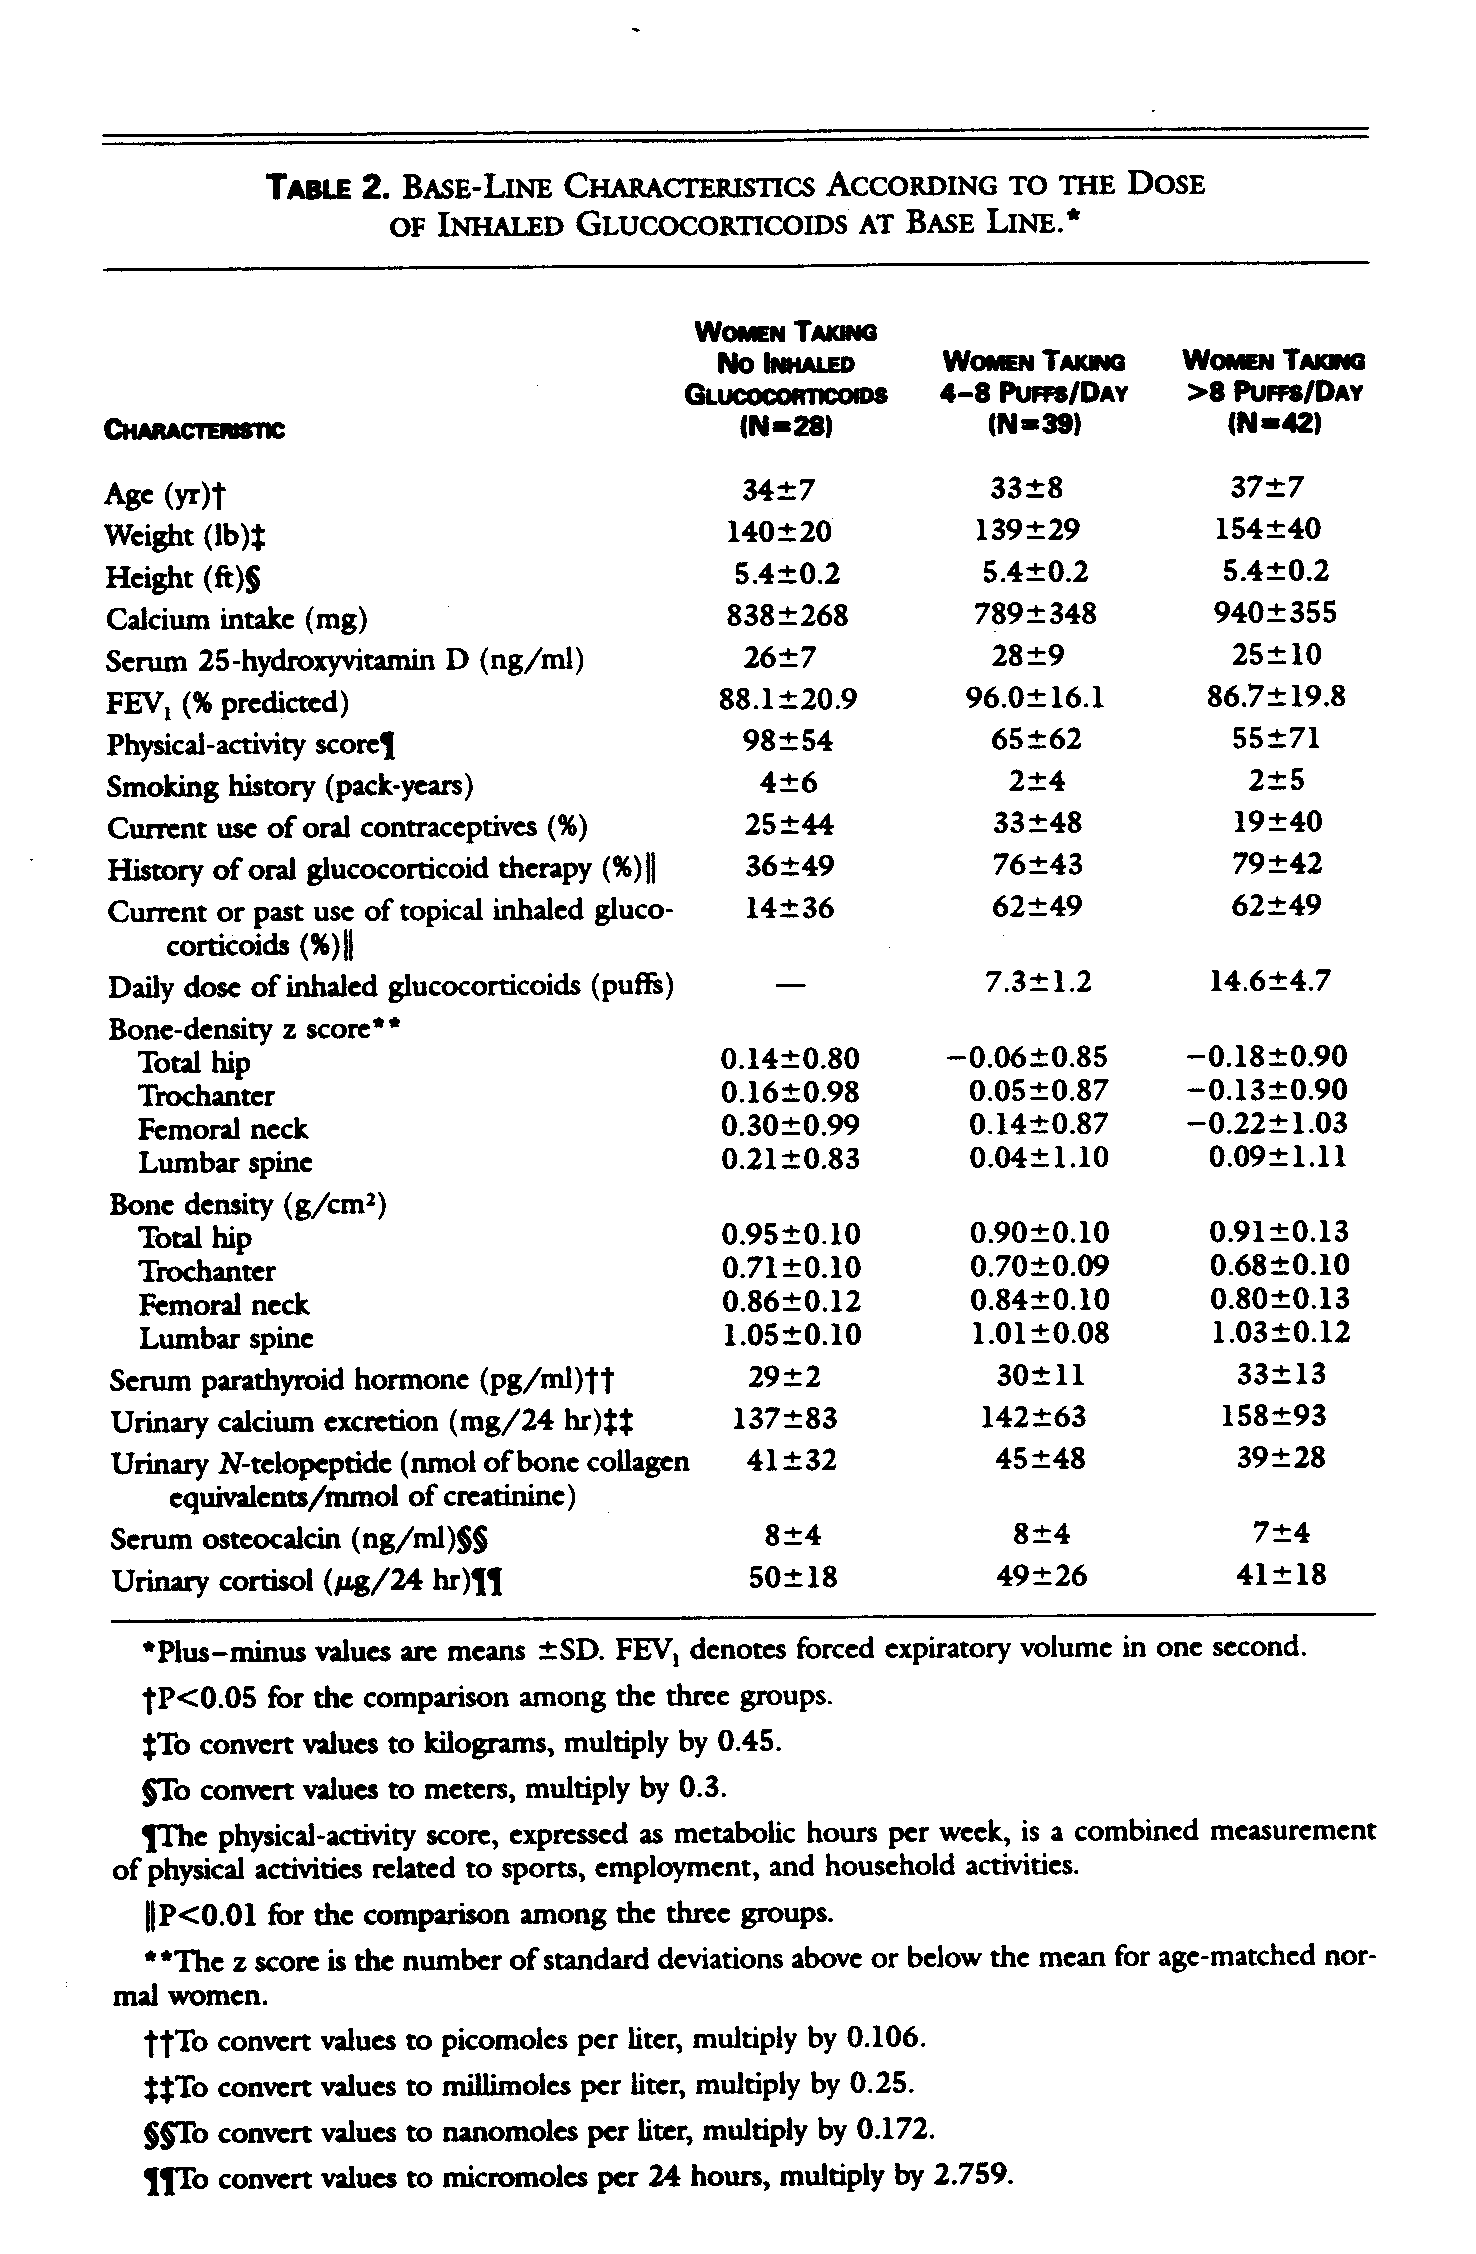 TABLE 2. BASE-LINE CHARACTERISTICS ACCORDING TO THE DOSE
OF INHALED GLUCOCORTICOIDS AT BASE LINE.*
CHARACTERISTIC
WOMEN TAKING
NO INHALED
GLUCOCORTICOIDS
(N=28)
WOMEN TAKING
4–8 PUFFS/DAY
(N=39)
WOMEN TAKING
>8 PUFFS/DAY
(N=42)
Age (yr)† 34±7 33±8 37±7
Weight (lb)‡ 140±20 139±29 154±40
Height (ft)§ 5.4±0.2 5.4±0.2 5.4±0.2
Calcium intake (mg) 838±268 789±348 940±355
Serum 25-hydroxyvitamin D (ng/ml) 26±7 28±9 25±10
FEV₁ (% predicted) 88.1±20.9 96.0±16.1 86.7±19.8
Physical-activity score¶ 98±54 65±62 55±71
Smoking history (pack-years) 4±6 2±4 2±5
Current use of oral contraceptives (%) 25±44 33±48 19±40
History of oral glucocorticoid therapy (%)‖ 36±49 76±43 79±42
Current or past use of topical inhaled gluco- 14±36 62±49 62±49
corticoids (%)‖
Daily dose of inhaled glucocorticoids (puffs) — 7.3±1.2 14.6±4.7
Bone-density z score**
Total hip 0.14±0.80 −0.06±0.85 −0.18±0.90
Trochanter 0.16±0.98 0.05±0.87 −0.13±0.90
Femoral neck 0.30±0.99 0.14±0.87 −0.22±1.03
Lumbar spine 0.21±0.83 0.04±1.10 0.09±1.11
Bone density (g/cm²)
Total hip 0.95±0.10 0.90±0.10 0.91±0.13
Trochanter 0.71±0.10 0.70±0.09 0.68±0.10
Femoral neck 0.86±0.12 0.84±0.10 0.80±0.13
Lumbar spine 1.05±0.10 1.01±0.08 1.03±0.12
Serum parathyroid hormone (pg/ml)†† 29±2 30±11 33±13
Urinary calcium excretion (mg/24 hr)‡‡ 137±83 142±63 158±93
Urinary N-telopeptide (nmol of bone collagen 41±32 45±48 39±28
equivalents/mmol of creatinine)
Serum osteocalcin (ng/ml)§§ 8±4 8±4 7±4
Urinary cortisol (µg/24 hr)¶¶ 50±18 49±26 41±18
*Plus–minus values are means ±SD. FEV₁ denotes forced expiratory volume in one second.
†P<0.05 for the comparison among the three groups.
‡To convert values to kilograms, multiply by 0.45.
§To convert values to meters, multiply by 0.3.
¶The physical-activity score, expressed as metabolic hours per week, is a combined measurement
of physical activities related to sports, employment, and household activities.
‖P<0.01 for the comparison among the three groups.
**The z score is the number of standard deviations above or below the mean for age-matched nor-
mal women.
††To convert values to picomoles per liter, multiply by 0.106.
‡‡To convert values to millimoles per liter, multiply by 0.25.
§§To convert values to nanomoles per liter, multiply by 0.172.
¶¶To convert values to micromoles per 24 hours, multiply by 2.759.